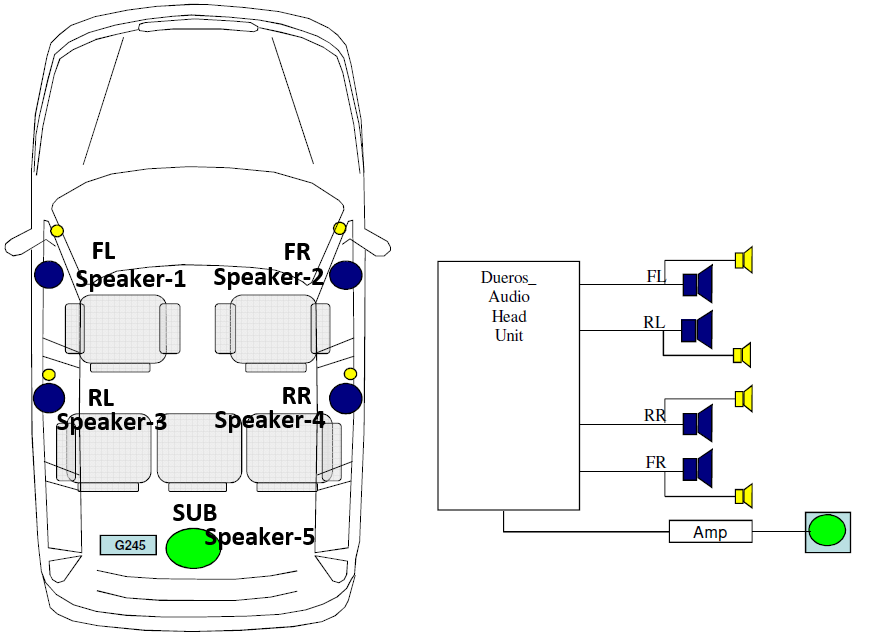 FL
Speaker-1
FR
Speaker-2
RL
Speaker-3
RR
Speaker-4
SUB
Speaker-5
G245
Dueros_
Audio
Head
Unit
FL
RL
RR
FR
Amp